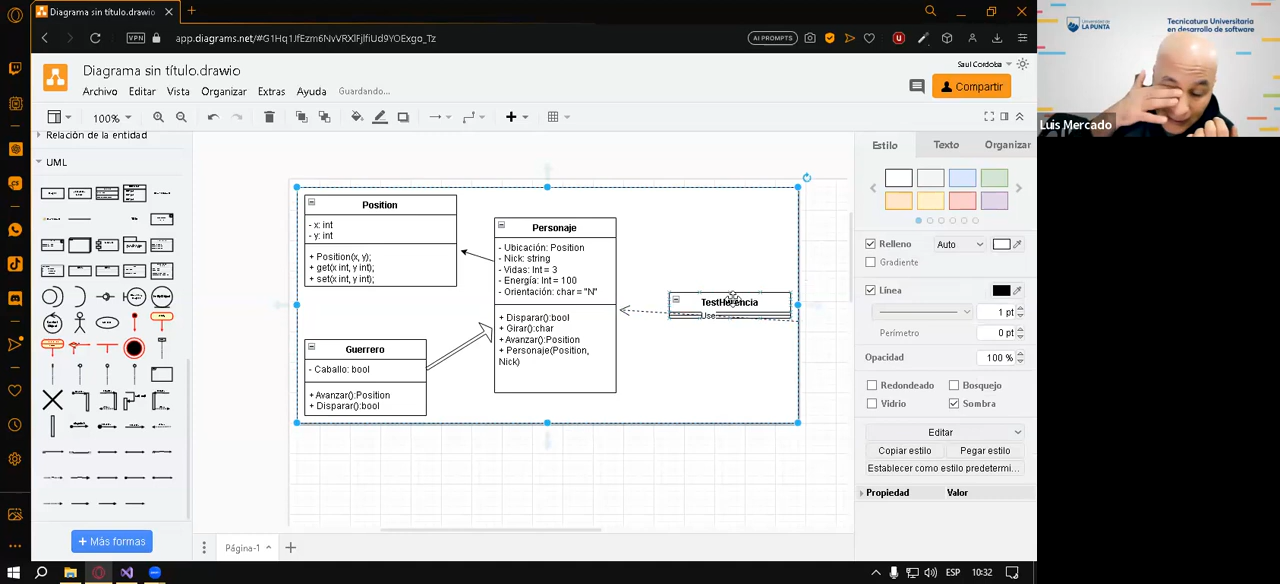 Diagrama sin título.drawio
VPN
app.diagrams.net/#G1Hq1JfEzm6NvVRXlFjlfiUd9YOExgo_Tz
AI PROMPTS
Diagrama sin título.drawio
Archivo Editar Vista Organizar Extras Ayuda Guardando...
Saul Cordoba
Compartir
100%
Relación de la entidad
UML
Más formas
Position
- x: int
- y: int
+ Position(x, y);
+ get(x int, y int);
+ set(x int, y int);
Personaje
- Ubicación: Position
- Nick: string
- Vidas: Int = 3
- Energía: Int = 100
- Orientación: char = "N"
+ Disparar():bool
+ Girar():char
+ Avanzar():Position
+ Personaje(Position,
Nick)
TestHerencia
Use
Guerrero
- Caballo: bool
+ Avanzar():Position
+ Disparar():bool
Página-1
Estilo Texto Organizar
Relleno Auto
Gradiente
Línea
1 pt
Perímetro 0 pt
Opacidad 100 %
Redondeado Bosquejo
Vidrio Sombra
Editar
Copiar estilo Pegar estilo
Establecer como estilo predetermi...
Propiedad Valor
ESP 10:32
Universidad de
LA PUNTA
Tecnicatura Universitaria
en desarrollo de software
Luis Mercado